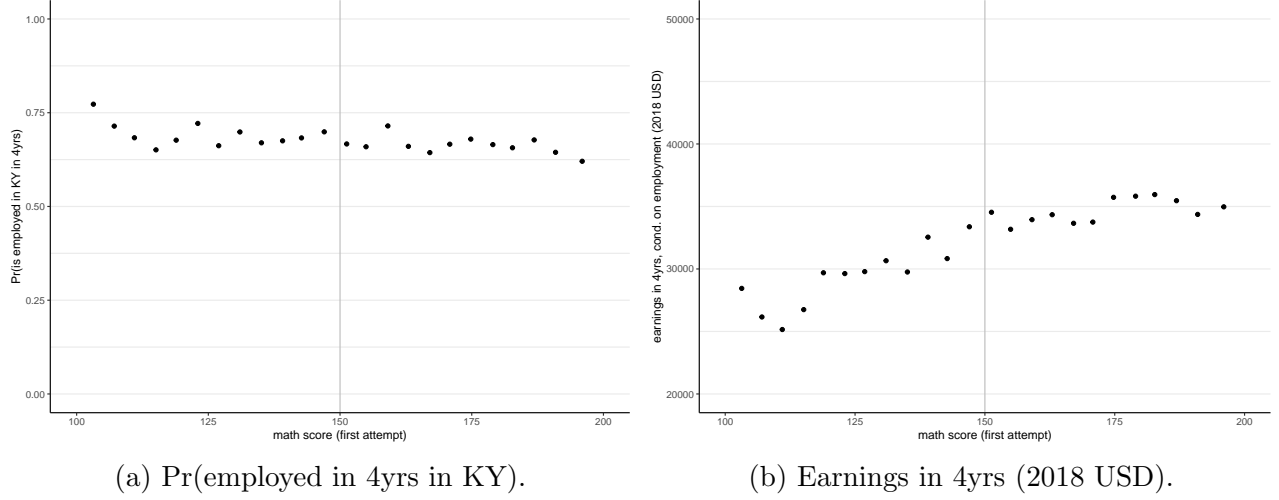 1.00
0.75
0.50
0.25
0.00
Pr(is employed in KY in 4yrs)
100 125 150 175 200
math score (first attempt)
(a) Pr(employed in 4yrs in KY).
50000
40000
30000
20000
earnings in 4yrs, cond. on employment (2018 USD)
100 125 150 175 200
math score (first attempt)
(b) Earnings in 4yrs (2018 USD).